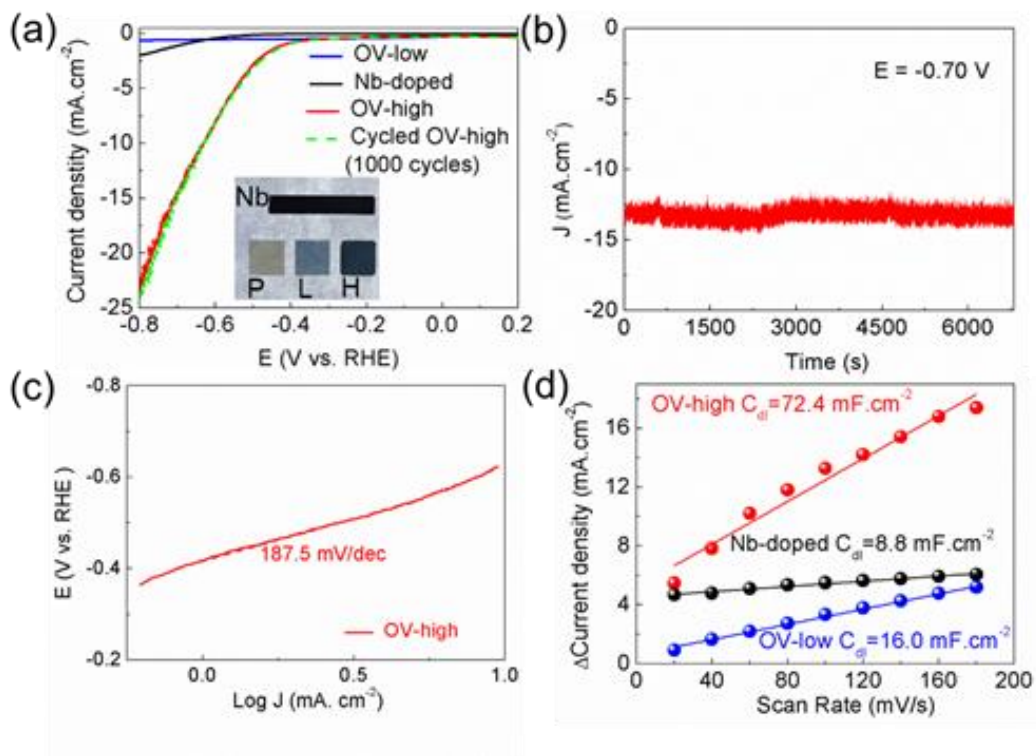 (a)
0
-5
-10
-15
-20
-25
Current denstity (mA.cm-2)
OV-low
Nb-doped
OV-high
Cycled OV-high
(1000 cycles)
Nb
P L H
-0.8 -0.6 -0.4 -0.2 0.0 0.2
E (V vs. RHE)
(b)
0
-5
-10
-15
-20
J (mA.cm-2)
E = -0.70 V
0 1500 3000 4500 6000
Time (s)
(c)
-0.8
-0.6
-0.4
-0.2
E (V vs. RHE)
187.5 mV/dec
OV-high
0.0 0.5 1.0
Log J (mA. cm-2)
(d)
16
12
8
4
0
ΔCurrent density (mA.cm-2)
OV-high Cdl=72.4 mF.cm-2
Nb-doped Cdl=8.8 mF.cm-2
OV-low Cdl=16.0 mF.cm-2
0 40 80 120 160 200
Scan Rate (mV/s)